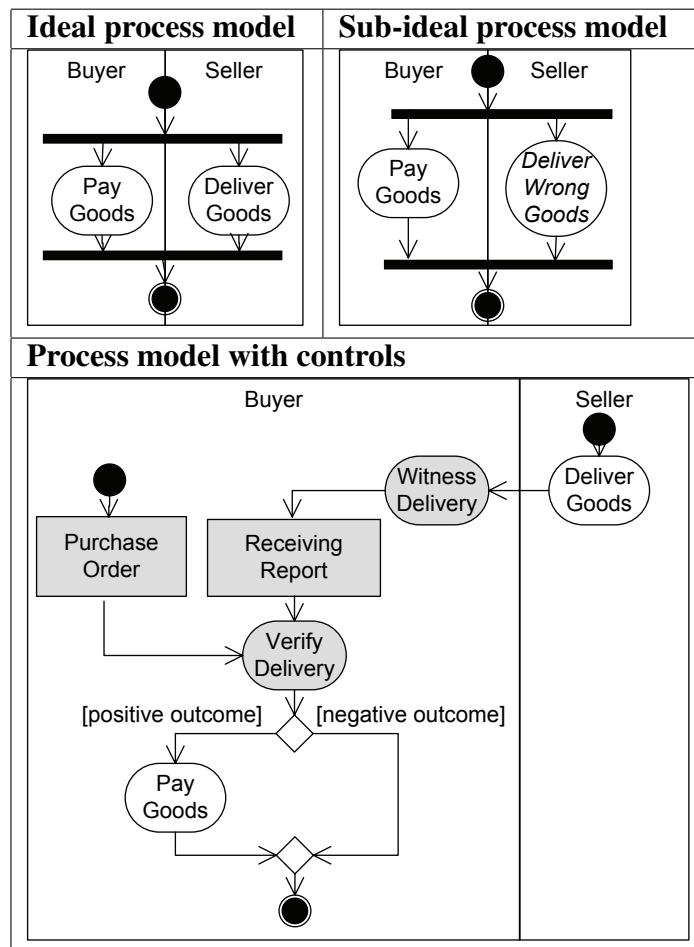 Ideal process model
Sub-ideal process model
Buyer
Seller
Pay
Goods
Deliver
Goods
Buyer
Seller
Pay
Goods
Deliver
Wrong
Goods
Process model with controls
Buyer
Seller
Witness
Delivery
Deliver
Goods
Purchase
Order
Receiving
Report
Verify
Delivery
[positive outcome]
[negative outcome]
Pay
Goods